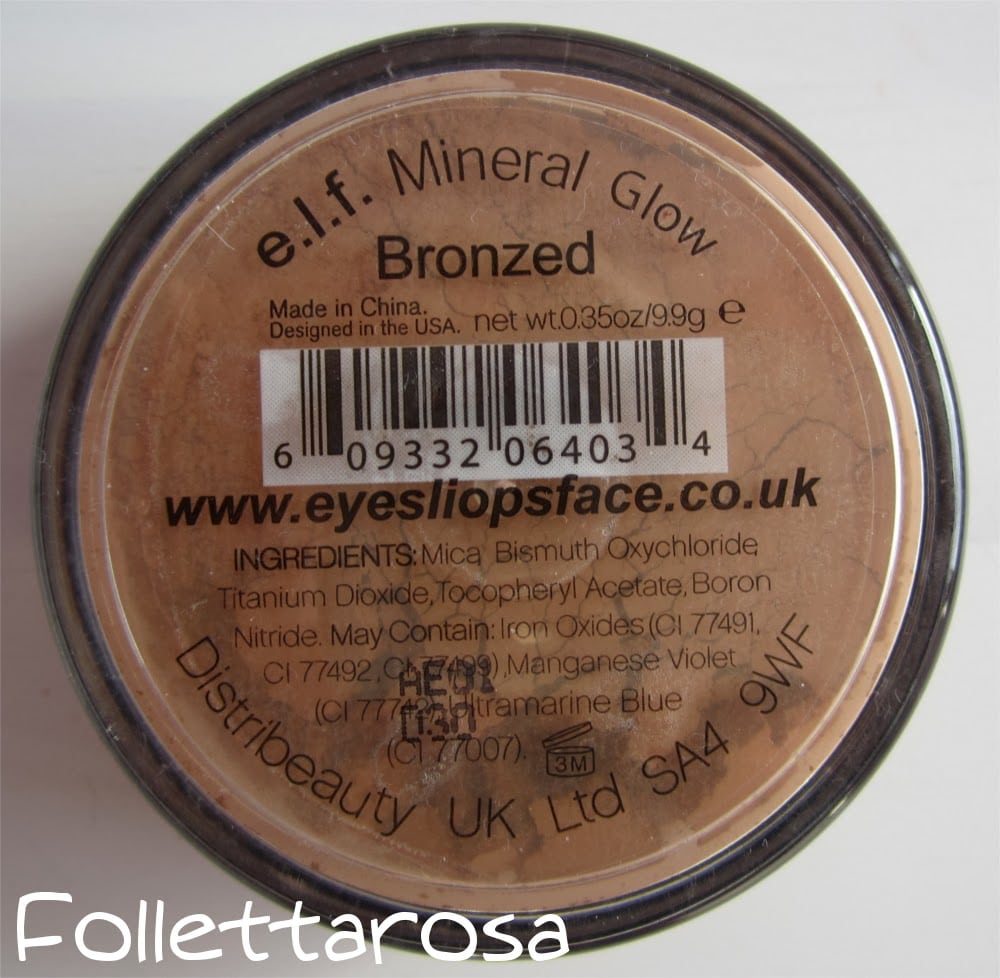 e.l.f. Mineral Glow
Bronzed
Made in China.
Designed in the USA. net wt.0.35oz/9.9g ℮
6 09332 06403 4
www.eyesliopsface.co.uk
INGREDIENTS: Mica, Bismuth Oxychloride,
Titanium Dioxide, Tocopheryl Acetate, Boron
Nitride. May Contain: Iron Oxides (CI 77491,
CI 77492, CI 77499), Manganese Violet
(CI 77742), Ultramarine Blue
(CI 77007).
3M
Distribeauty UK Ltd SA4 9WF
Follettarosa